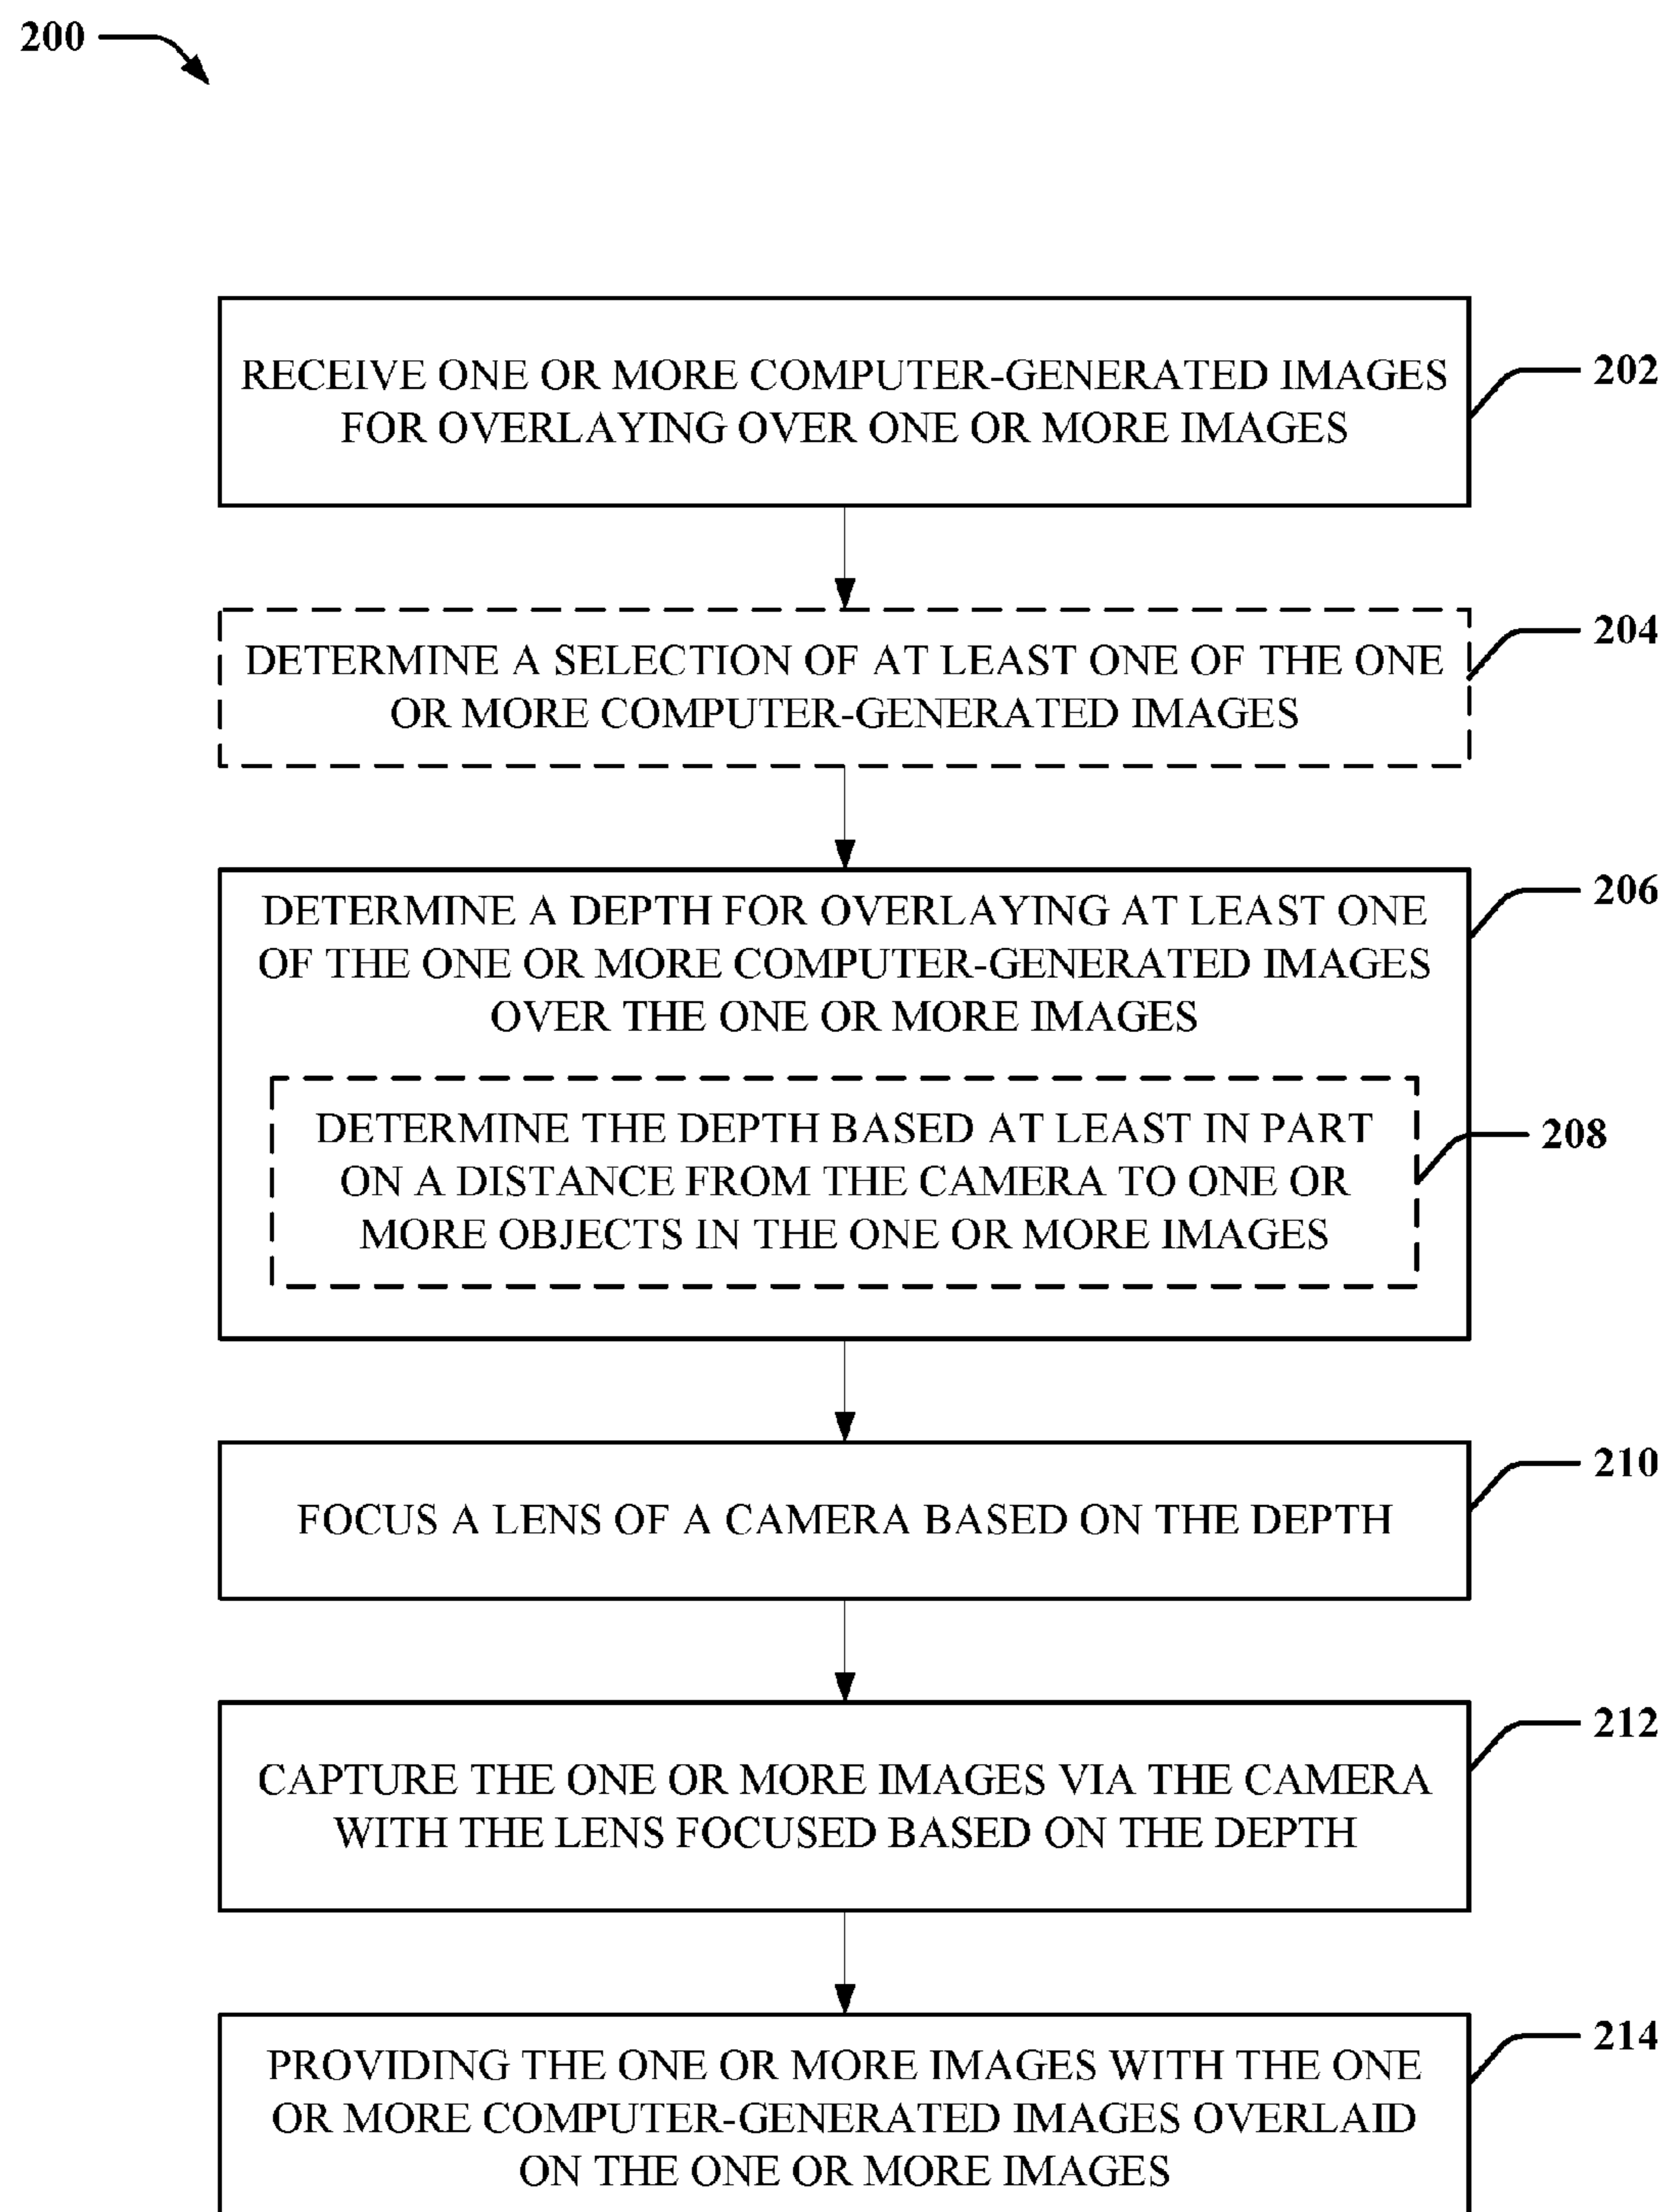 200
RECEIVE ONE OR MORE COMPUTER-GENERATED IMAGES
FOR OVERLAYING OVER ONE OR MORE IMAGES
202
DETERMINE A SELECTION OF AT LEAST ONE OF THE ONE
OR MORE COMPUTER-GENERATED IMAGES
204
DETERMINE A DEPTH FOR OVERLAYING AT LEAST ONE
OF THE ONE OR MORE COMPUTER-GENERATED IMAGES
OVER THE ONE OR MORE IMAGES
206
DETERMINE THE DEPTH BASED AT LEAST IN PART
ON A DISTANCE FROM THE CAMERA TO ONE OR
MORE OBJECTS IN THE ONE OR MORE IMAGES
208
FOCUS A LENS OF A CAMERA BASED ON THE DEPTH
210
CAPTURE THE ONE OR MORE IMAGES VIA THE CAMERA
WITH THE LENS FOCUSED BASED ON THE DEPTH
212
PROVIDING THE ONE OR MORE IMAGES WITH THE ONE
OR MORE COMPUTER-GENERATED IMAGES OVERLAID
ON THE ONE OR MORE IMAGES
214